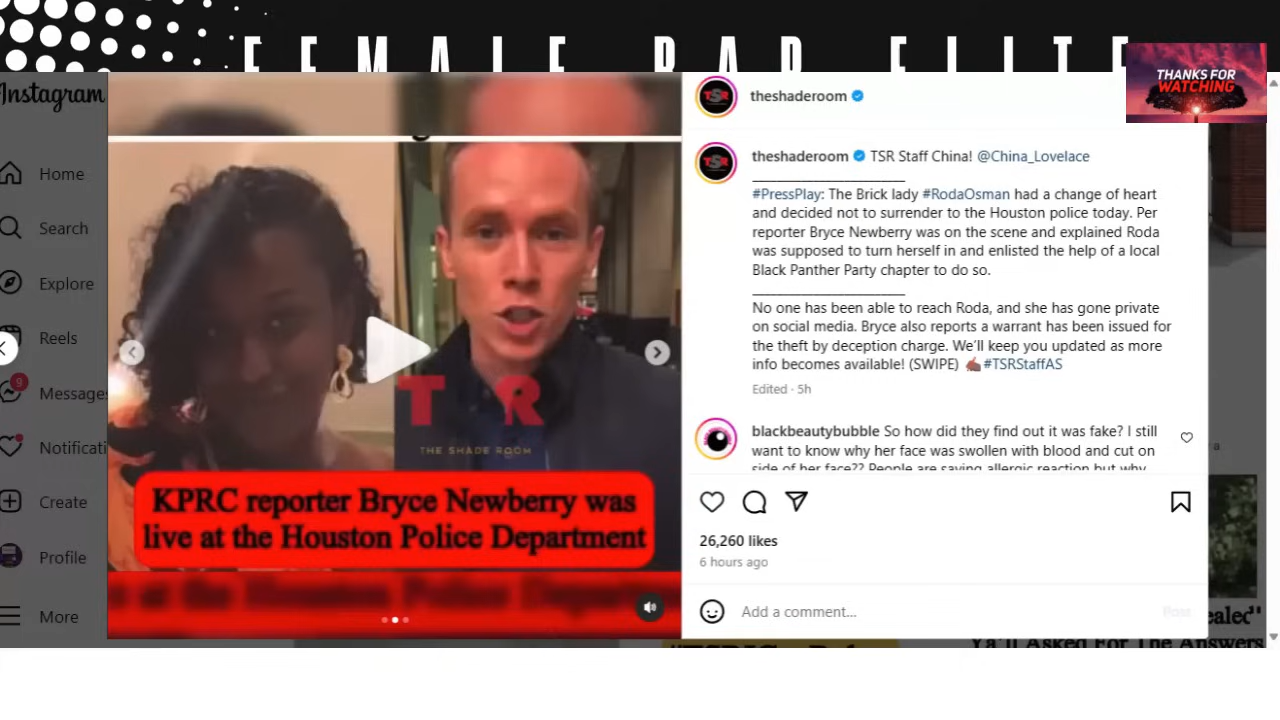 FEMALE RAP ELITE
THANKS FOR
WATCHING
Instagram
Home
Search
Explore
Reels
9
Messages
Notificati
Create
Profile
More
TSR
THE SHADE ROOM
KPRC reporter Bryce Newberry was
live at the Houston Police Department
TSR
theshaderoom
TSR
theshaderoom TSR Staff China! @China_Lovelace
#PressPlay: The Brick lady #RodaOsman had a change of heart
and decided not to surrender to the Houston police today. Per
reporter Bryce Newberry was on the scene and explained Roda
was supposed to turn herself in and enlisted the help of a local
Black Panther Party chapter to do so.
No one has been able to reach Roda, and she has gone private
on social media. Bryce also reports a warrant has been issued for
the theft by deception charge. We'll keep you updated as more
info becomes available! (SWIPE) #TSRStaffAS
Edited · 5h
blackbeautybubble So how did they find out it was fake? I still
want to know why her face was swollen with blood and cut on
side of her face?? People are saying allergic reaction but why
26,260 likes
6 hours ago
Add a comment...
Post
Ya'll Asked For The Answers